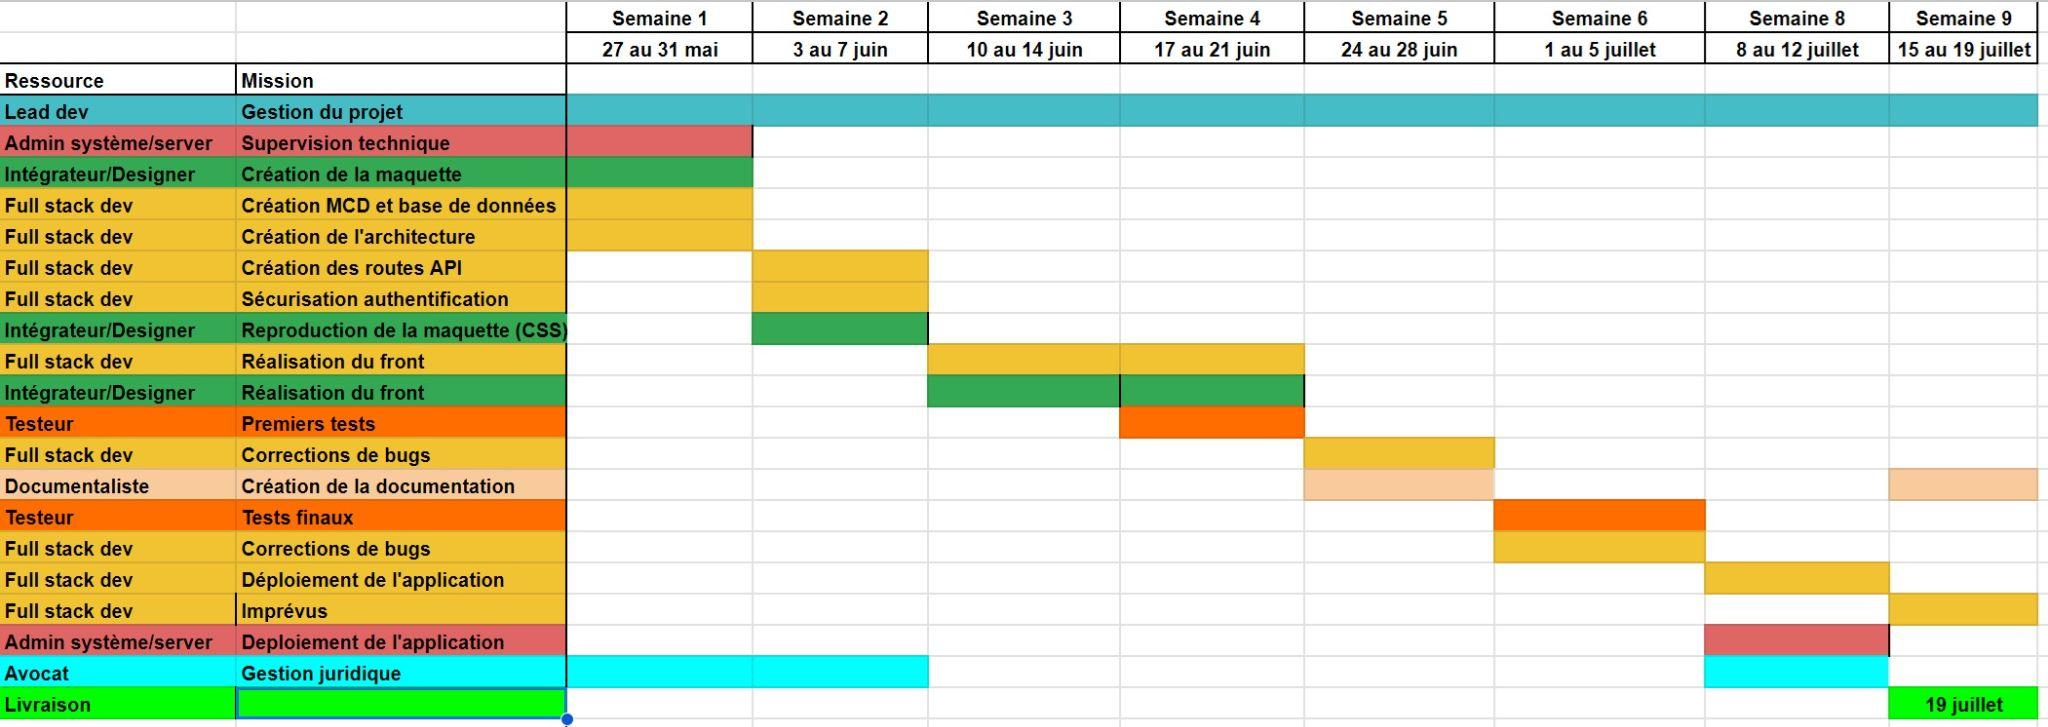 Semaine 1 Semaine 2 Semaine 3 Semaine 4 Semaine 5 Semaine 6 Semaine 8 Semaine 9
27 au 31 mai 3 au 7 juin 10 au 14 juin 17 au 21 juin 24 au 28 juin 1 au 5 juillet 8 au 12 juillet 15 au 19 juillet
Ressource Mission
Lead dev Gestion du projet
Admin système/server Supervision technique
Intégrateur/Designer Création de la maquette
Full stack dev Création MCD et base de données
Full stack dev Création de l'architecture
Full stack dev Création des routes API
Full stack dev Sécurisation authentification
Intégrateur/Designer Reproduction de la maquette (CSS)
Full stack dev Réalisation du front
Intégrateur/Designer Réalisation du front
Testeur Premiers tests
Full stack dev Corrections de bugs
Documentaliste Création de la documentation
Testeur Tests finaux
Full stack dev Corrections de bugs
Full stack dev Déploiement de l'application
Full stack dev Imprévus
Admin système/server Deploiement de l'application
Avocat Gestion juridique
Livraison 19 juillet